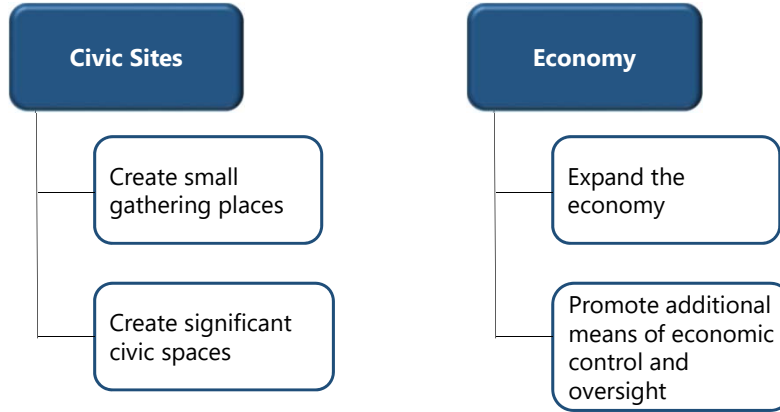 Civic Sites
Create small
gathering places
Create significant
civic spaces
Economy
Expand the
economy
Promote additional
means of economic
control and
oversight